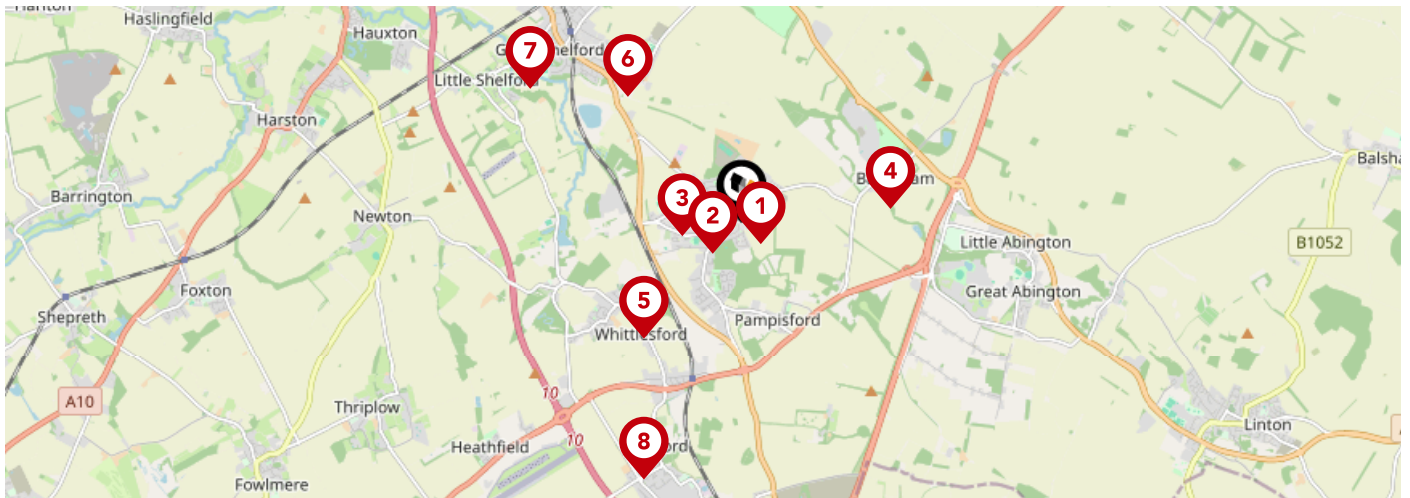 Haslingfield
Hauxton
7
6
Little Shelford
Harston
Balsha
Barrington
4
3
2
1
Newton
B1052
Little Abington
Great Abington
Foxton
5
Shepreth
Whittlesford
Pampisford
10
A10
Thriplow
Linton
10
8
Heathfield
Fowlmere